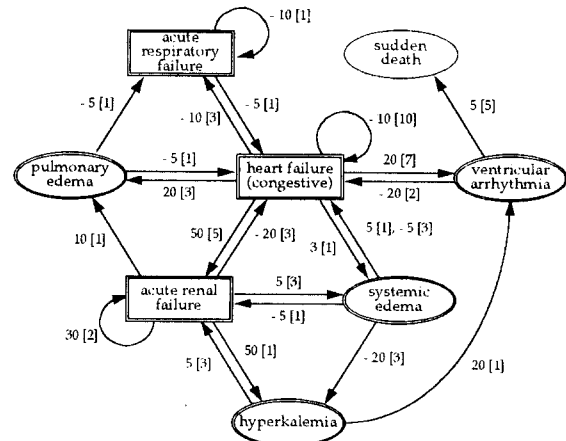 - 10 [1]
acute
respiratory
failure
sudden
death
- 5 [1]
- 5 [1]
- 10 [3]
- 10 [10]
5 [5]
pulmonary
edema
- 5 [1]
20 [3]
heart failure
(congestive)
20 [7]
- 20 [2]
ventricular
arrhythmia
10 [1]
50 [5]
- 20 [3]
3 [1]
5 [1], - 5 [3]
acute renal
failure
5 [3]
- 5 [1]
systemic
edema
30 [2]
5 [3]
50 [1]
- 20 [3]
20 [1]
hyperkalemia